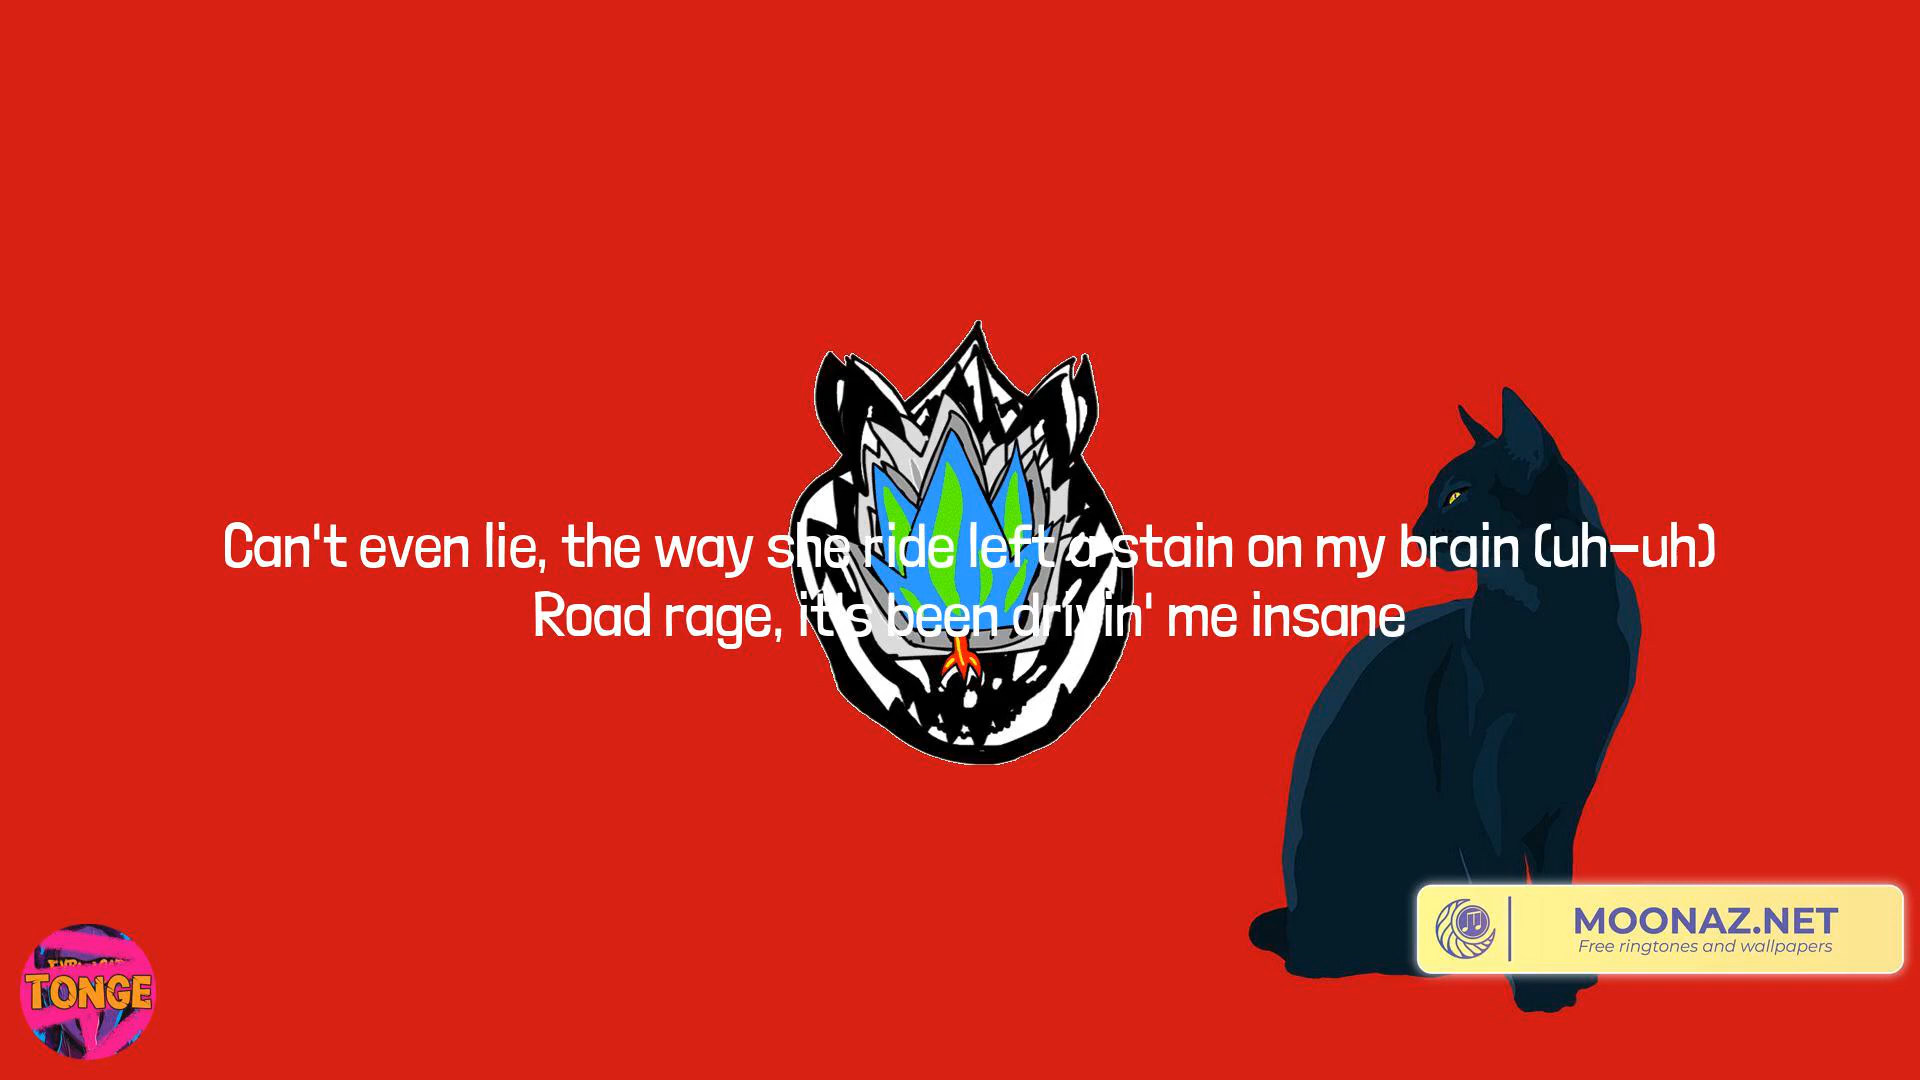 Can't even lie, the way she ride left a stain on my brain (uh-uh)
Road rage, it's been drivin' me insane
MOONAZ.NET
Free ringtones and wallpapers
TONGE